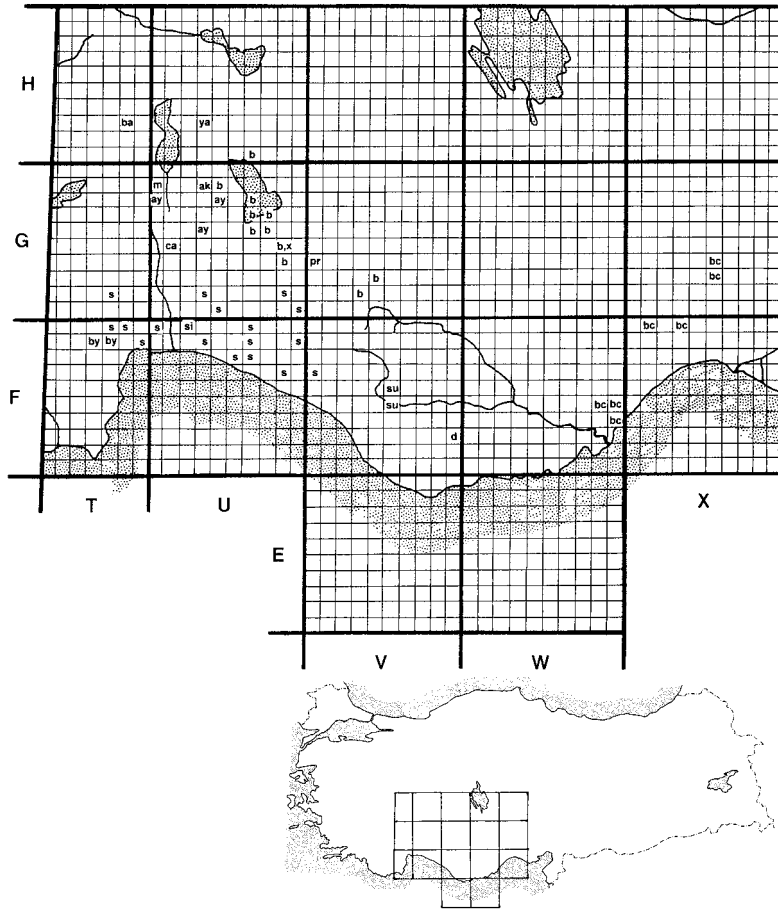 H
ba ya
b
m ak b
ay ay b
b b
ay b b
G
ca b,x
b pr bc
b bc
s s s b
s s
s s s si s bc bc
by by s s s
s s
F
s s
su
su bc bc
bc
d
T U X
E
V W